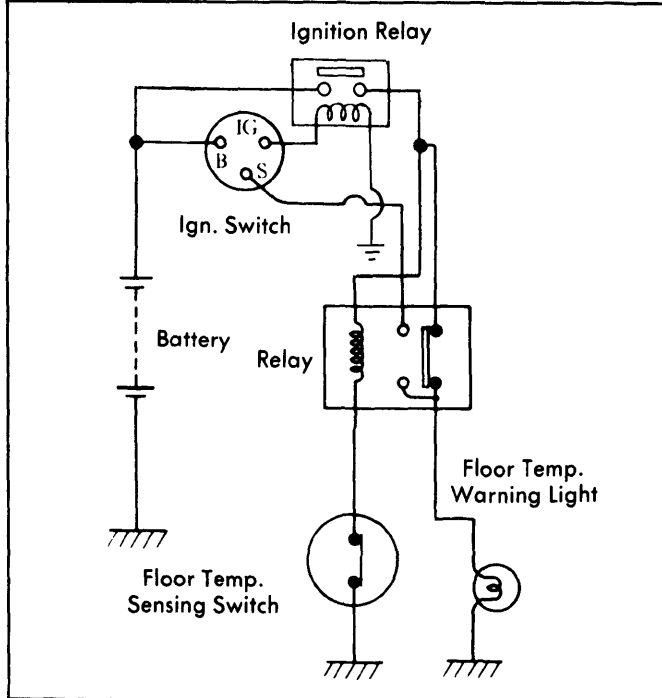 Ignition Relay
IG
B
S
Ign. Switch
Battery
Relay
Floor Temp.
Warning Light
Floor Temp.
Sensing Switch